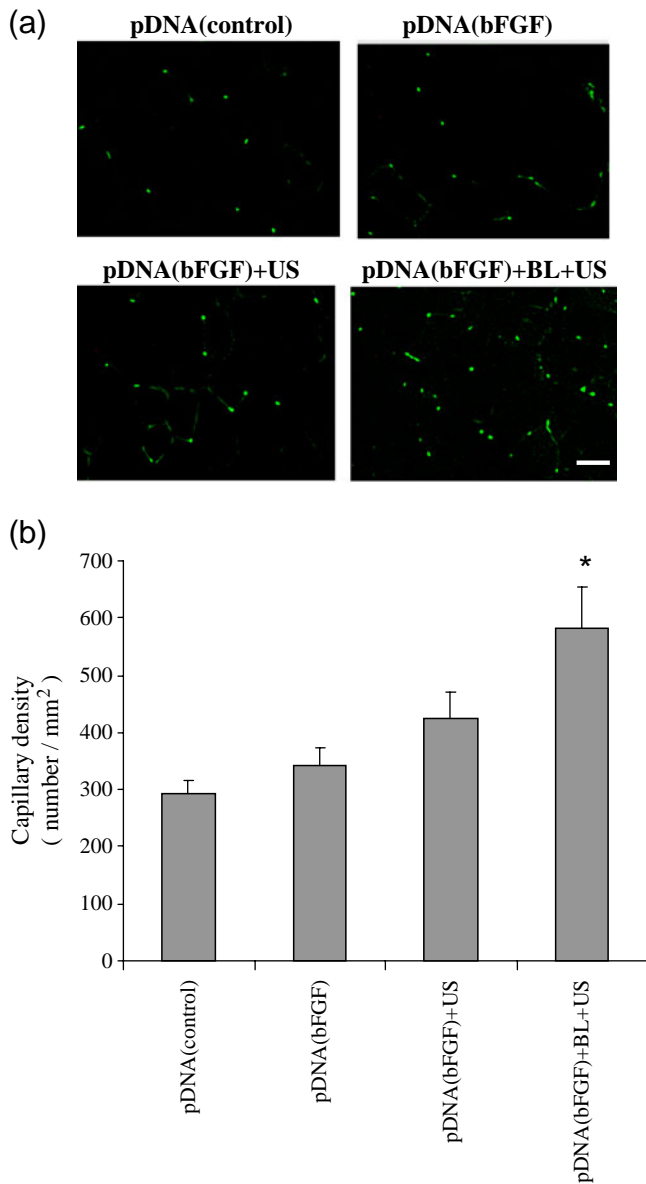 (a)
pDNA(control) pDNA(bFGF)
pDNA(bFGF)+US pDNA(bFGF)+BL+US
(b)
Capillary density
( number / mm²)
700
600
500
400
300
200
100
0
*
pDNA(control)
pDNA(bFGF)
pDNA(bFGF)+US
pDNA(bFGF)+BL+US